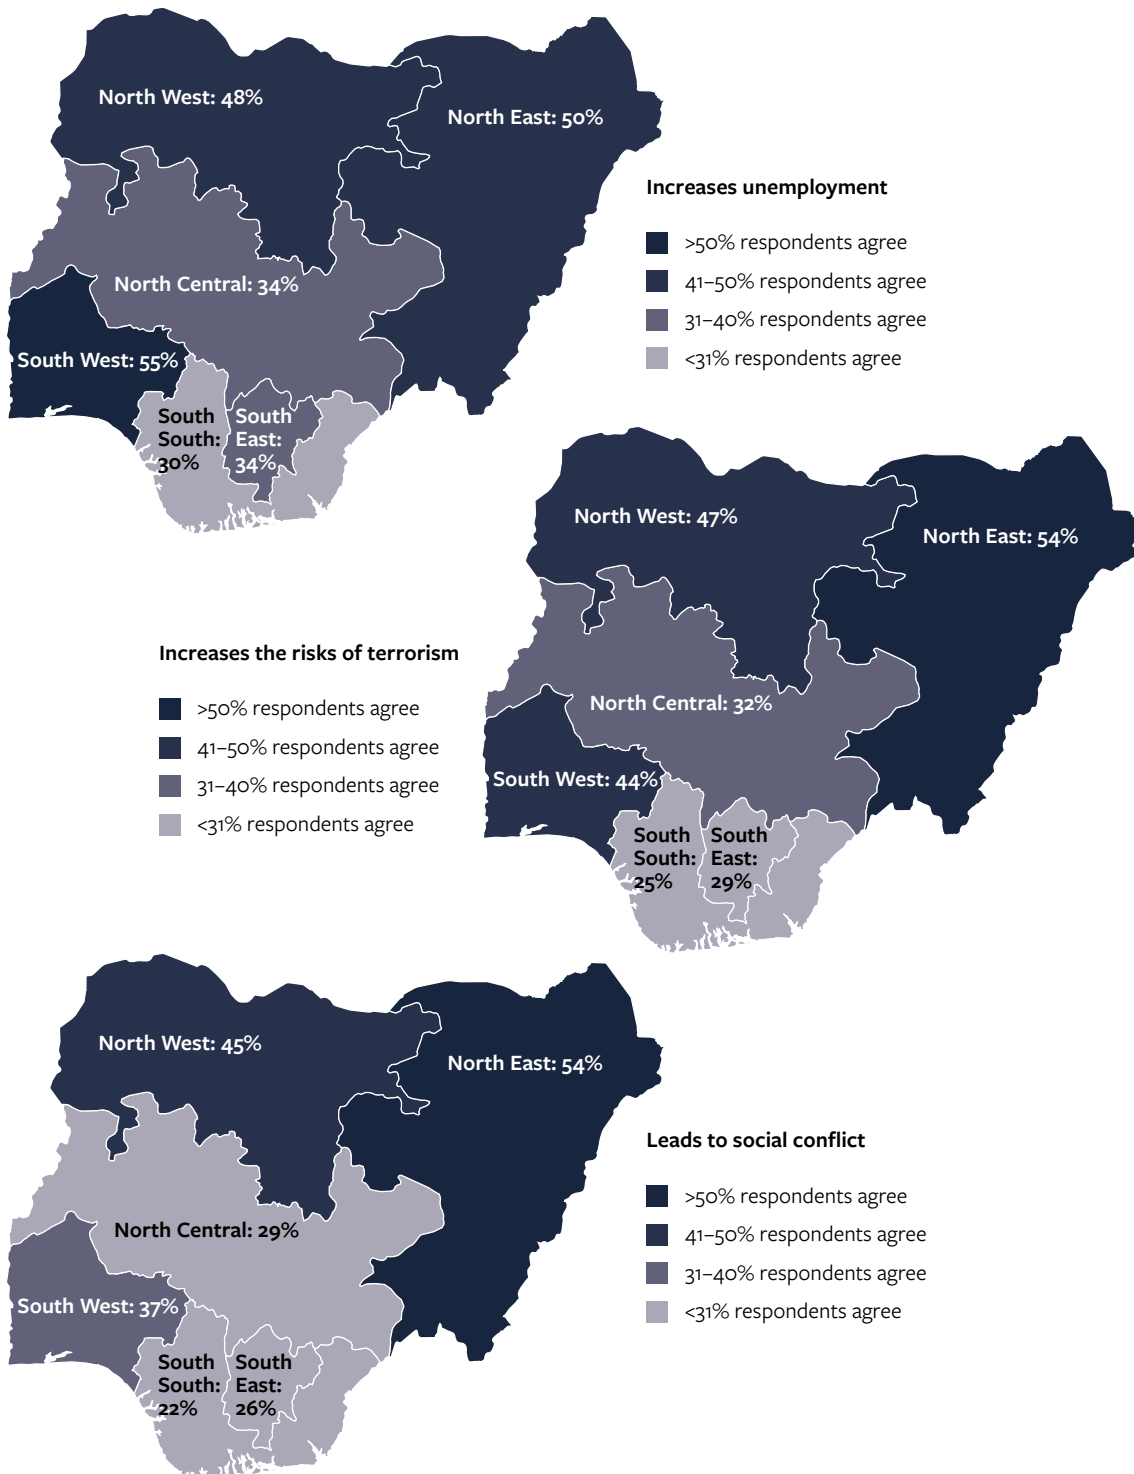 North West: 48%
North East: 50%
North Central: 34%
South West: 55%
South
South:
30%
South
East:
34%
Increases unemployment
>50% respondents agree
41–50% respondents agree
31–40% respondents agree
<31% respondents agree
North West: 47%
North East: 54%
North Central: 32%
South West: 44%
South
South:
25%
South
East:
29%
Increases the risks of terrorism
>50% respondents agree
41–50% respondents agree
31–40% respondents agree
<31% respondents agree
North West: 45%
North East: 54%
North Central: 29%
South West: 37%
South
South:
22%
South
East:
26%
Leads to social conflict
>50% respondents agree
41–50% respondents agree
31–40% respondents agree
<31% respondents agree